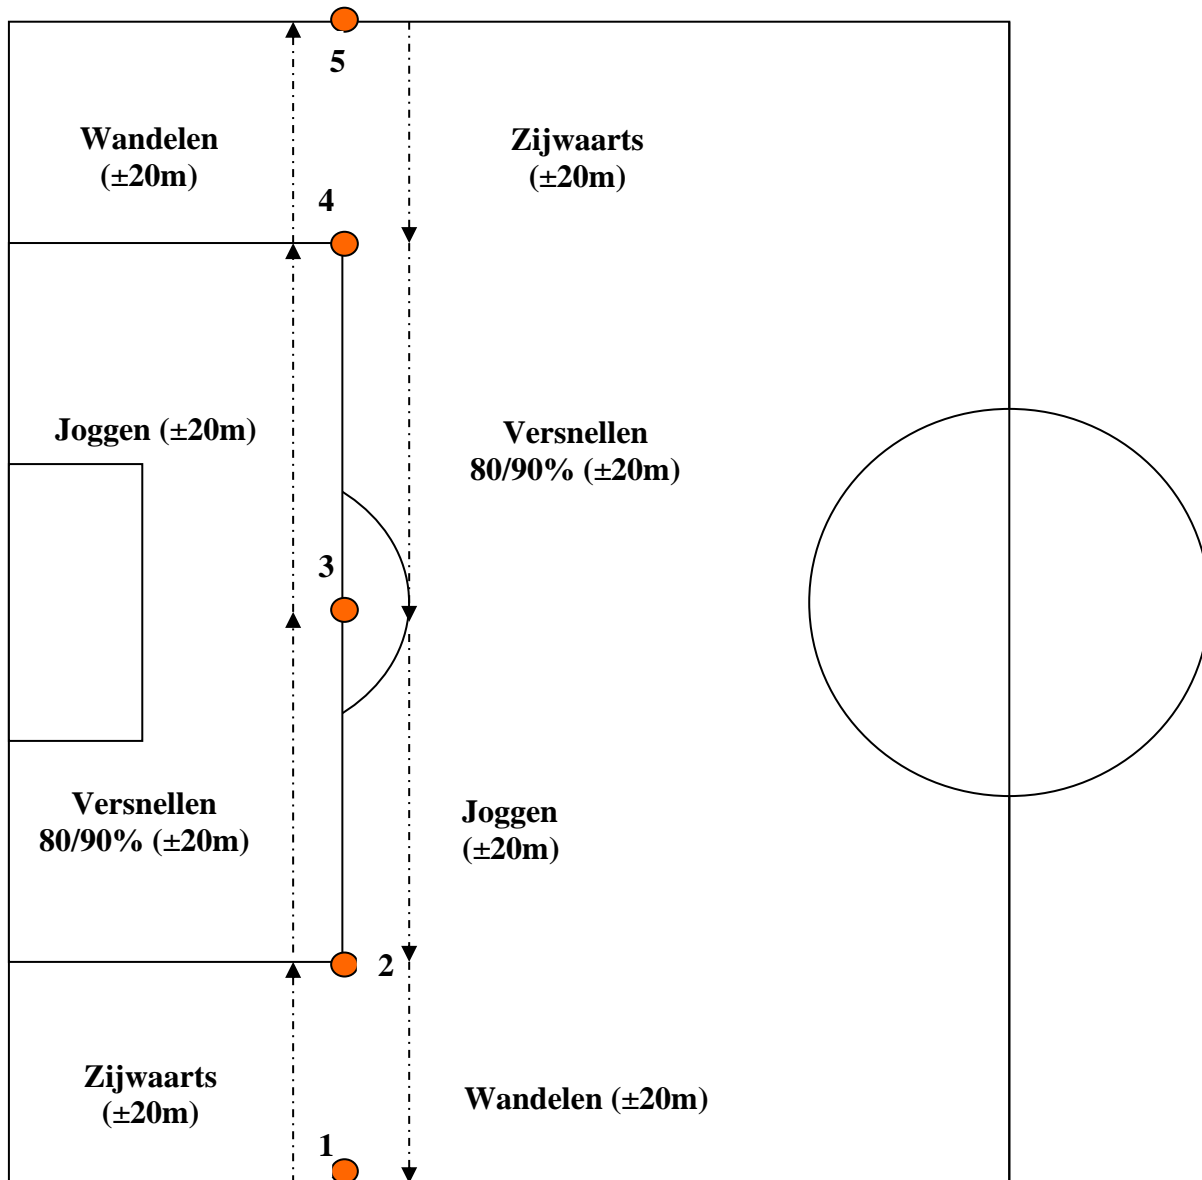 5
Wandelen
(±20m)
Zijwaarts
(±20m)
4
Joggen (±20m)
Versnellen
80/90% (±20m)
3
Versnellen
80/90% (±20m)
Joggen
(±20m)
2
Zijwaarts
(±20m)
Wandelen (±20m)
1